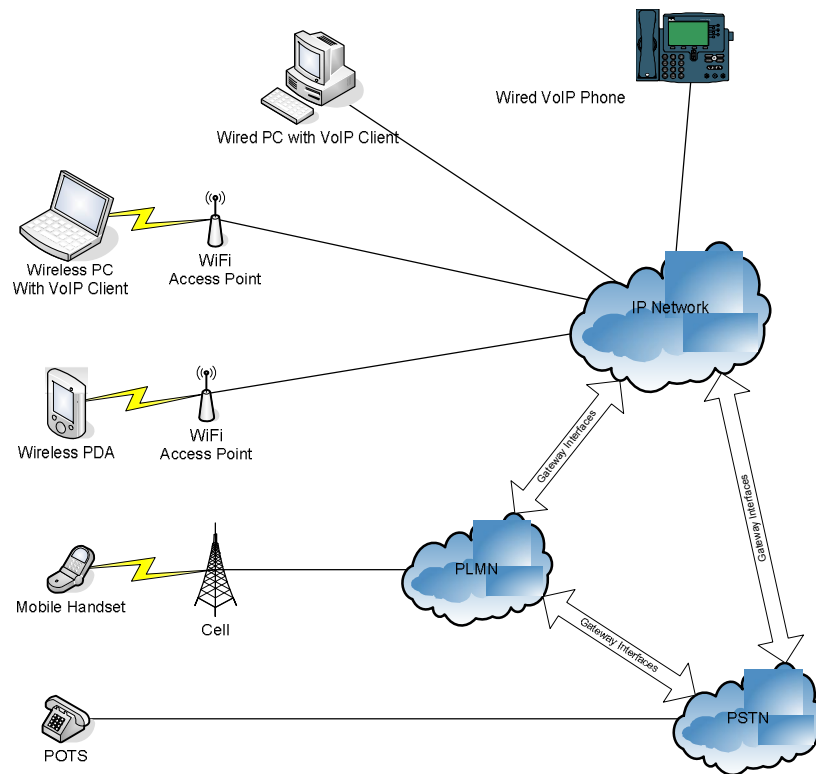 Wired VoIP Phone
Wired PC with VoIP Client
Wireless PC
With VoIP Client
WiFi
Access Point
IP Network
Wireless PDA
WiFi
Access Point
Gateway Interfaces
Gateway Interfaces
Mobile Handset
Cell
PLMN
Gateway Interfaces
POTS
PSTN